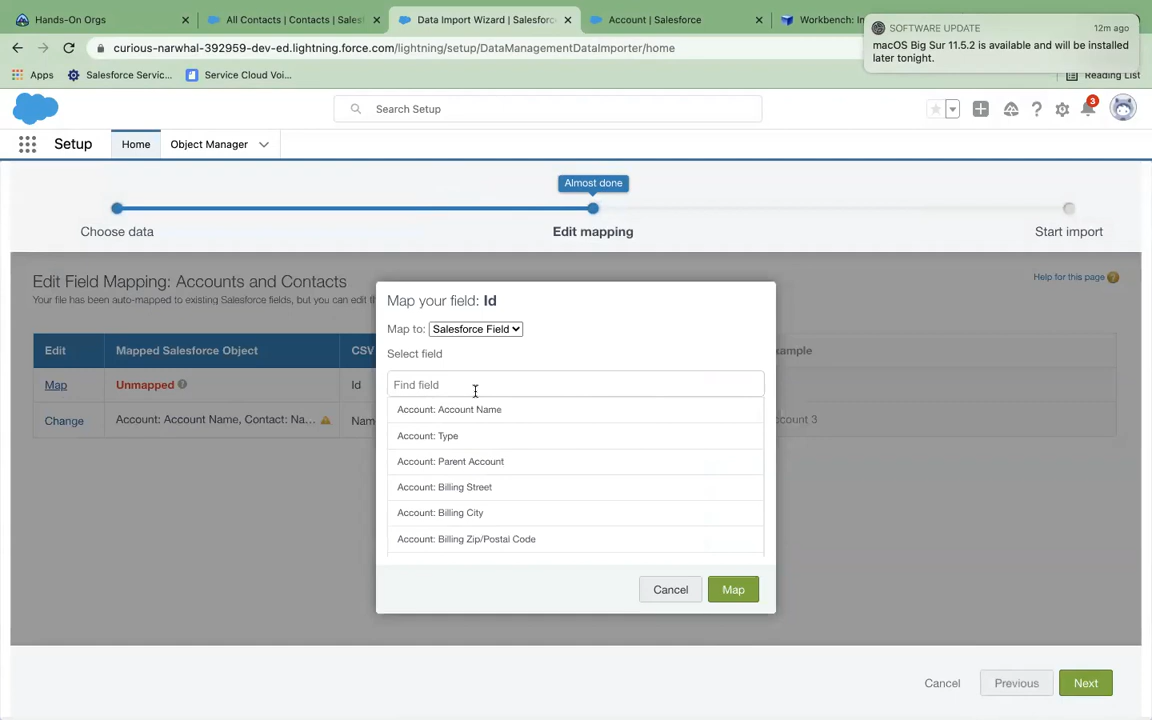 Hands-On Orgs
All Contacts | Contacts | Sales
Data Import Wizard | Salesforc
Account | Salesforce
Workbench: In
SOFTWARE UPDATE 12m ago
macOS Big Sur 11.5.2 is available and will be installed
later tonight.
curious-narwhal-392959-dev-ed.lightning.force.com/lightning/setup/DataManagementDataImporter/home
Apps Salesforce Servic... Service Cloud Voi... Reading List
Search Setup
3
Setup Home Object Manager
Almost done
Choose data Edit mapping Start import
Edit Field Mapping: Accounts and Contacts
Help for this page ?
Your file has been auto-mapped to existing Salesforce fields, but you can edit th
Edit Mapped Salesforce Object CSV
Map Unmapped ? Id
Change Account: Account Name, Contact: Na... Nam
xample
count 3
Map your field: Id
Map to: Salesforce Field
Select field
Find field
Account: Account Name
Account: Type
Account: Parent Account
Account: Billing Street
Account: Billing City
Account: Billing Zip/Postal Code
Cancel Map
Cancel Previous Next